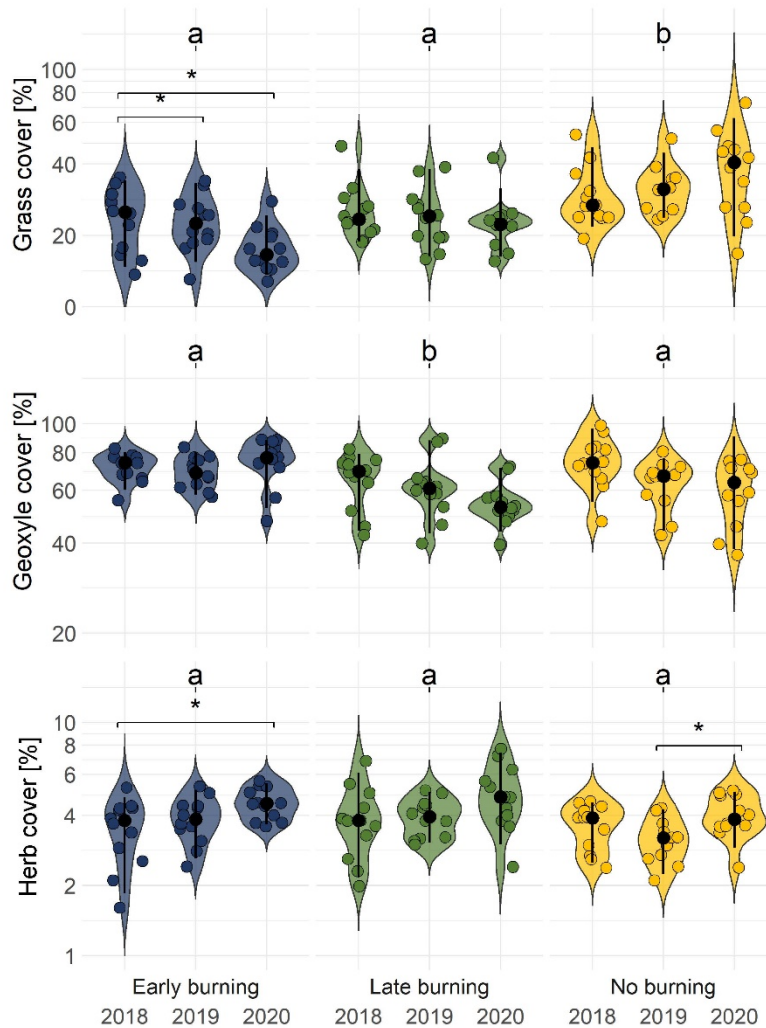 a a b
Grass cover [%]
100
80
60
40
20
0
*
*
a b a
Geoxyle cover [%]
100
80
60
40
20
a a a
Herb cover [%]
10
8
6
4
2
1
*
*
Early burning Late burning No burning
2018 2019 2020 2018 2019 2020 2018 2019 2020